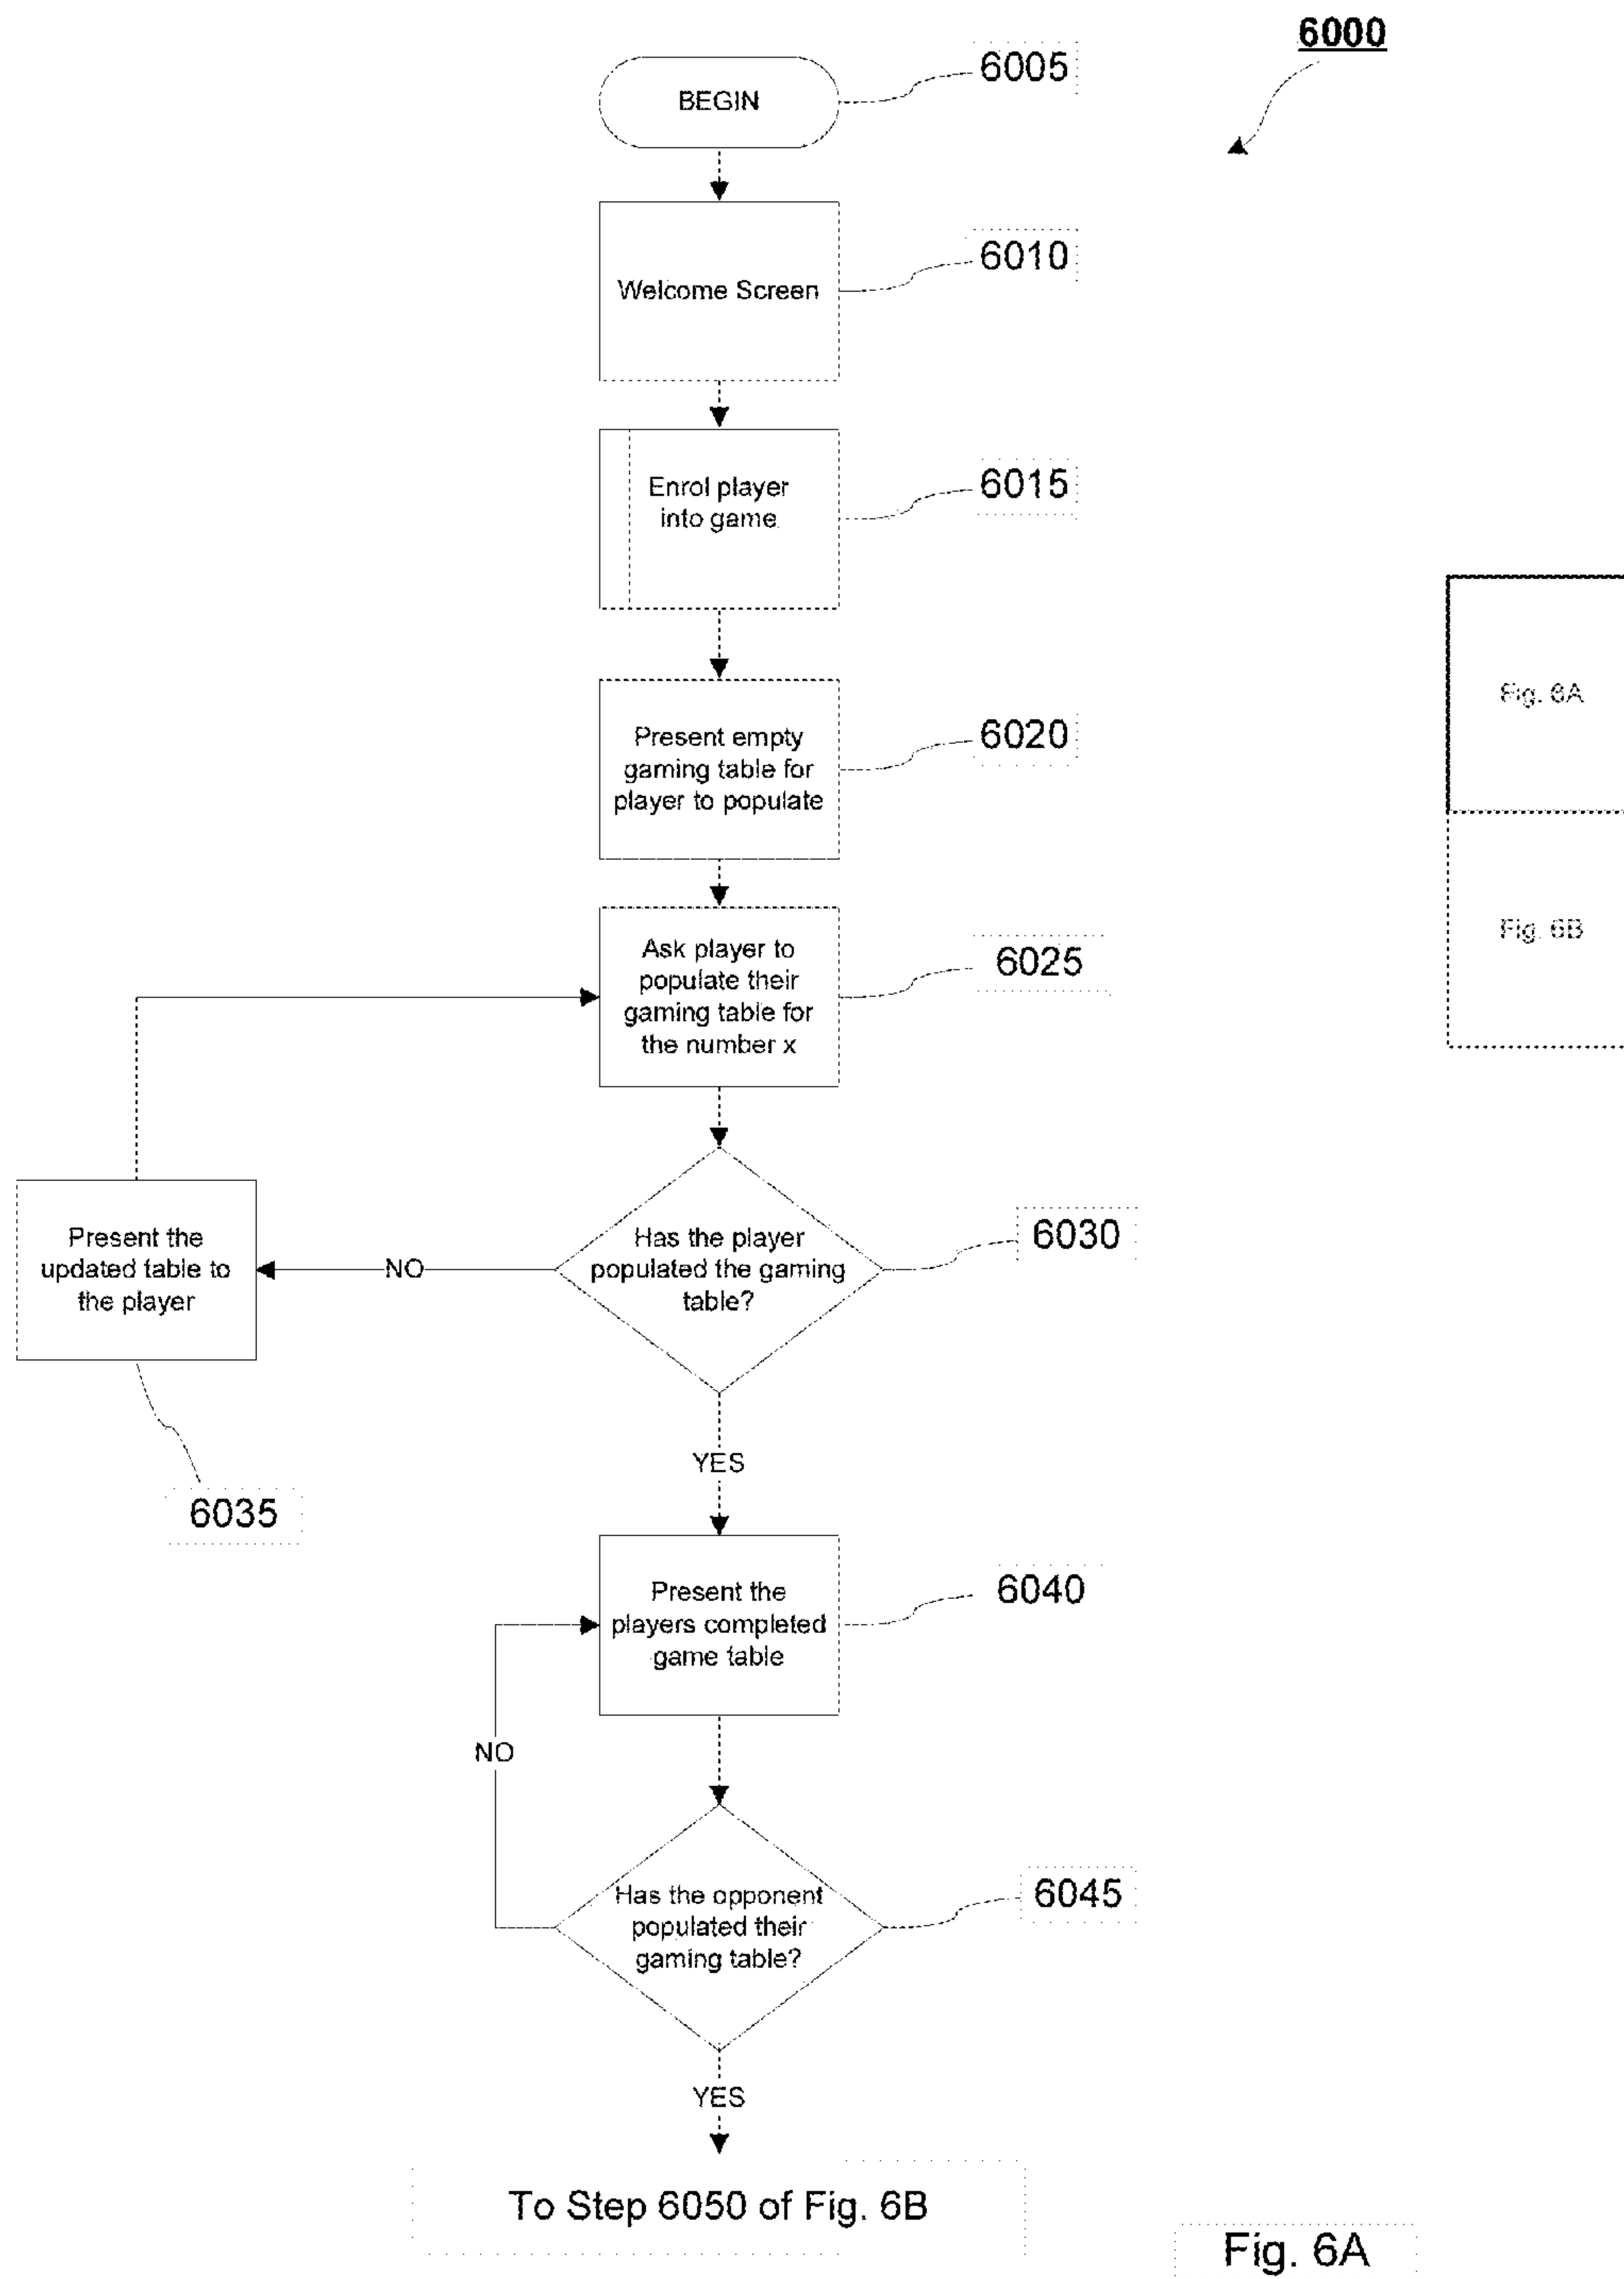 6000
BEGIN
6005
Welcome Screen
6010
Enrol player
into game
6015
Present empty
gaming table for
player to populate
6020
Fig. 6A
Fig. 6B
Ask player to
populate their
gaming table for
the number x
6025
Has the player
populated the gaming
table?
6030
NO
Present the
updated table to
the player
6035
YES
Present the
players completed
game table
6040
NO
Has the opponent
populated their
gaming table?
6045
YES
To Step 6050 of Fig. 6B
Fig. 6A